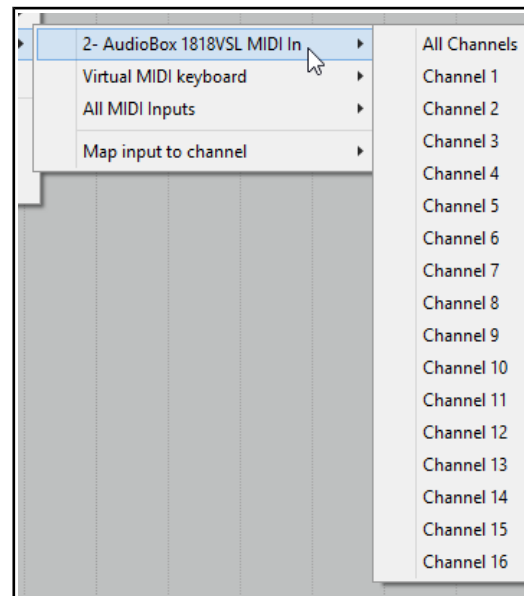 2- AudioBox 1818VSL MIDI In
Virtual MIDI keyboard
All MIDI Inputs
Map input to channel
All Channels
Channel 1
Channel 2
Channel 3
Channel 4
Channel 5
Channel 6
Channel 7
Channel 8
Channel 9
Channel 10
Channel 11
Channel 12
Channel 13
Channel 14
Channel 15
Channel 16